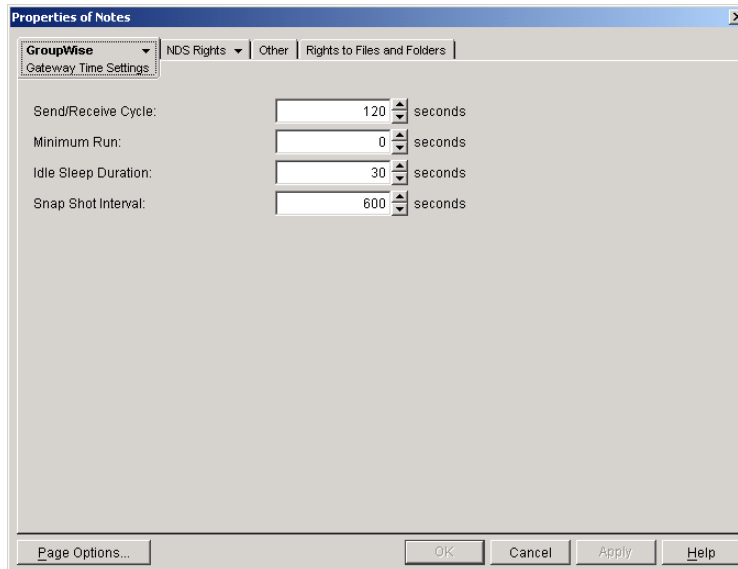 Properties of Notes
GroupWise NDS Rights Other Rights to Files and Folders
Gateway Time Settings
Send/Receive Cycle: 120 seconds
Minimum Run: 0 seconds
Idle Sleep Duration: 30 seconds
Snap Shot Interval: 600 seconds
Page Options... OK Cancel Apply Help